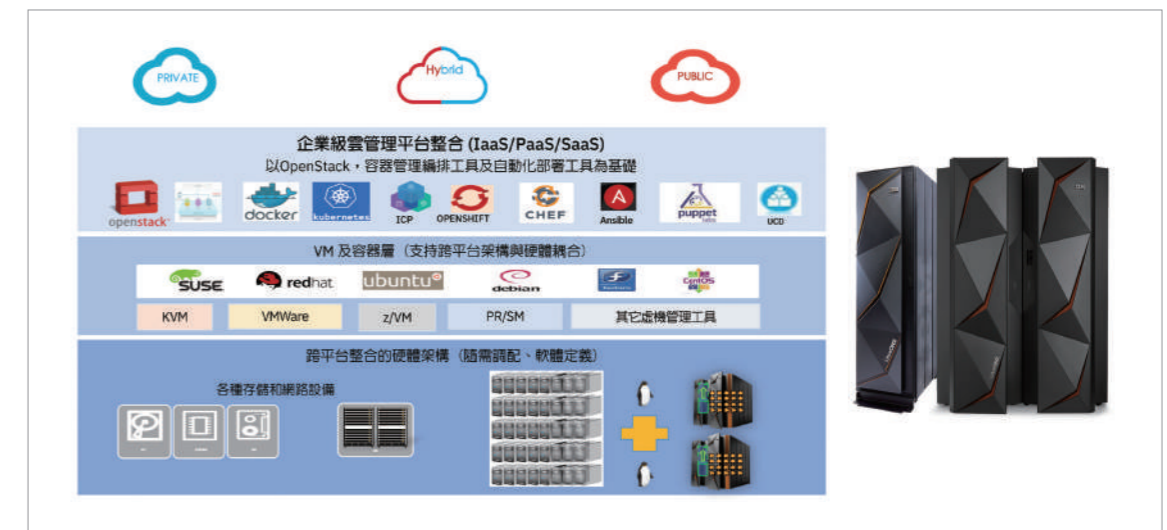 PRIVATE
Hybrid
PUBLIC
企業級雲管理平台整合 (IaaS/PaaS/SaaS)
以OpenStack，容器管理編排工具及自動化部署工具為基礎
openstack
docker
kubernetes
ICP
OPENSHIFT
CHEF
Ansible
puppet
labs
UCD
VM 及容器層（支持跨平台架構與硬體耦合）
SUSE
redhat
ubuntu
debian
CentOS
KVM
VMWare
z/VM
PR/SM
其它虛機管理工具
跨平台整合的硬體架構（隨需調配、軟體定義）
各種存儲和網路設備